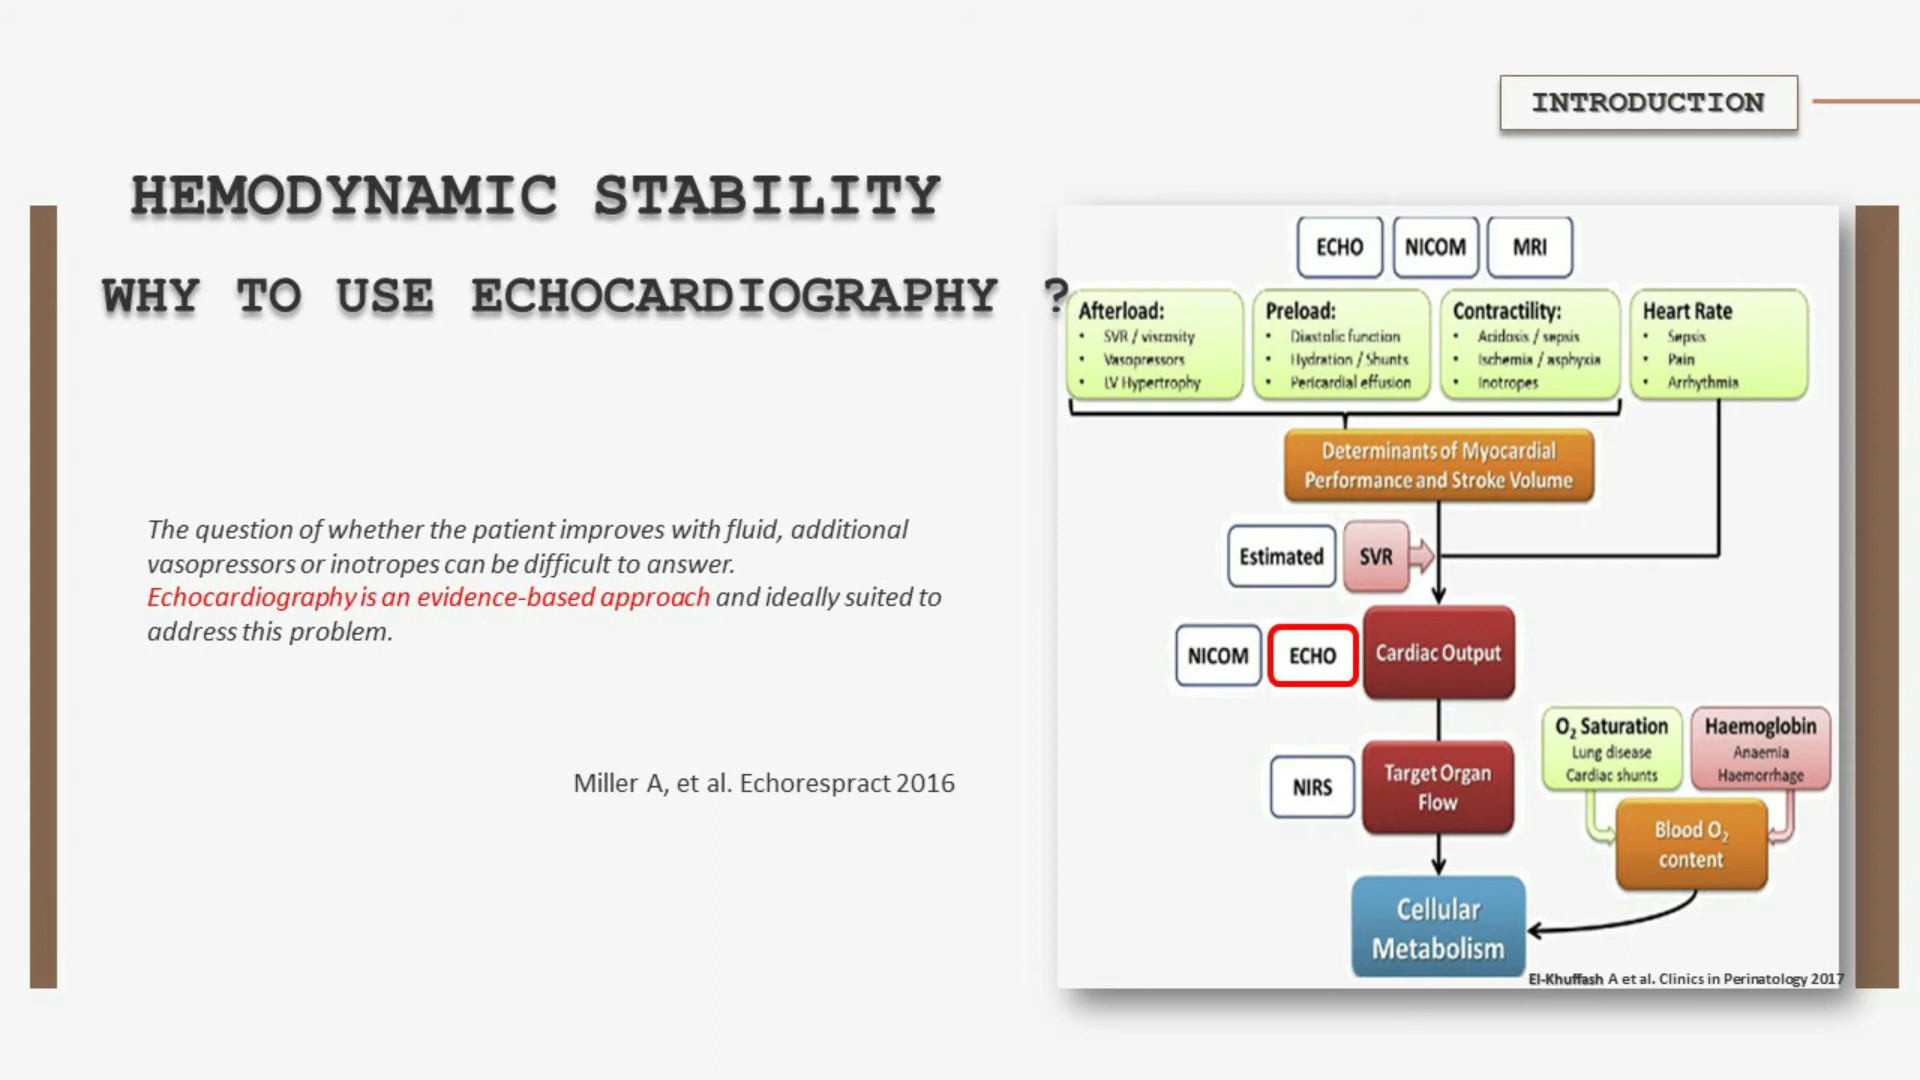 INTRODUCTION
HEMODYNAMIC STABILITY
WHY TO USE ECHOCARDIOGRAPHY ?
The question of whether the patient improves with fluid, additional
vasopressors or inotropes can be difficult to answer.
Echocardiography is an evidence-based approach and ideally suited to
address this problem.
Miller A, et al. Echorespract 2016
ECHO
NICOM
MRI
Afterload:
• SVR / viscosity
• Vasopressors
• LV Hypertrophy
Preload:
• Diastolic function
• Hydration / Shunts
• Pericardial effusion
Contractility:
• Acidosis / sepsis
• Ischemia / asphyxia
• Inotropes
Heart Rate
• Sepsis
• Pain
• Arrhythmia
Determinants of Myocardial
Performance and Stroke Volume
Estimated
SVR
NICOM
ECHO
Cardiac Output
O₂ Saturation
Lung disease
Cardiac shunts
Haemoglobin
Anaemia
Haemorrhage
NIRS
Target Organ
Flow
Blood O₂
content
Cellular
Metabolism
El-Khuffash A et al. Clinics in Perinatology 2017